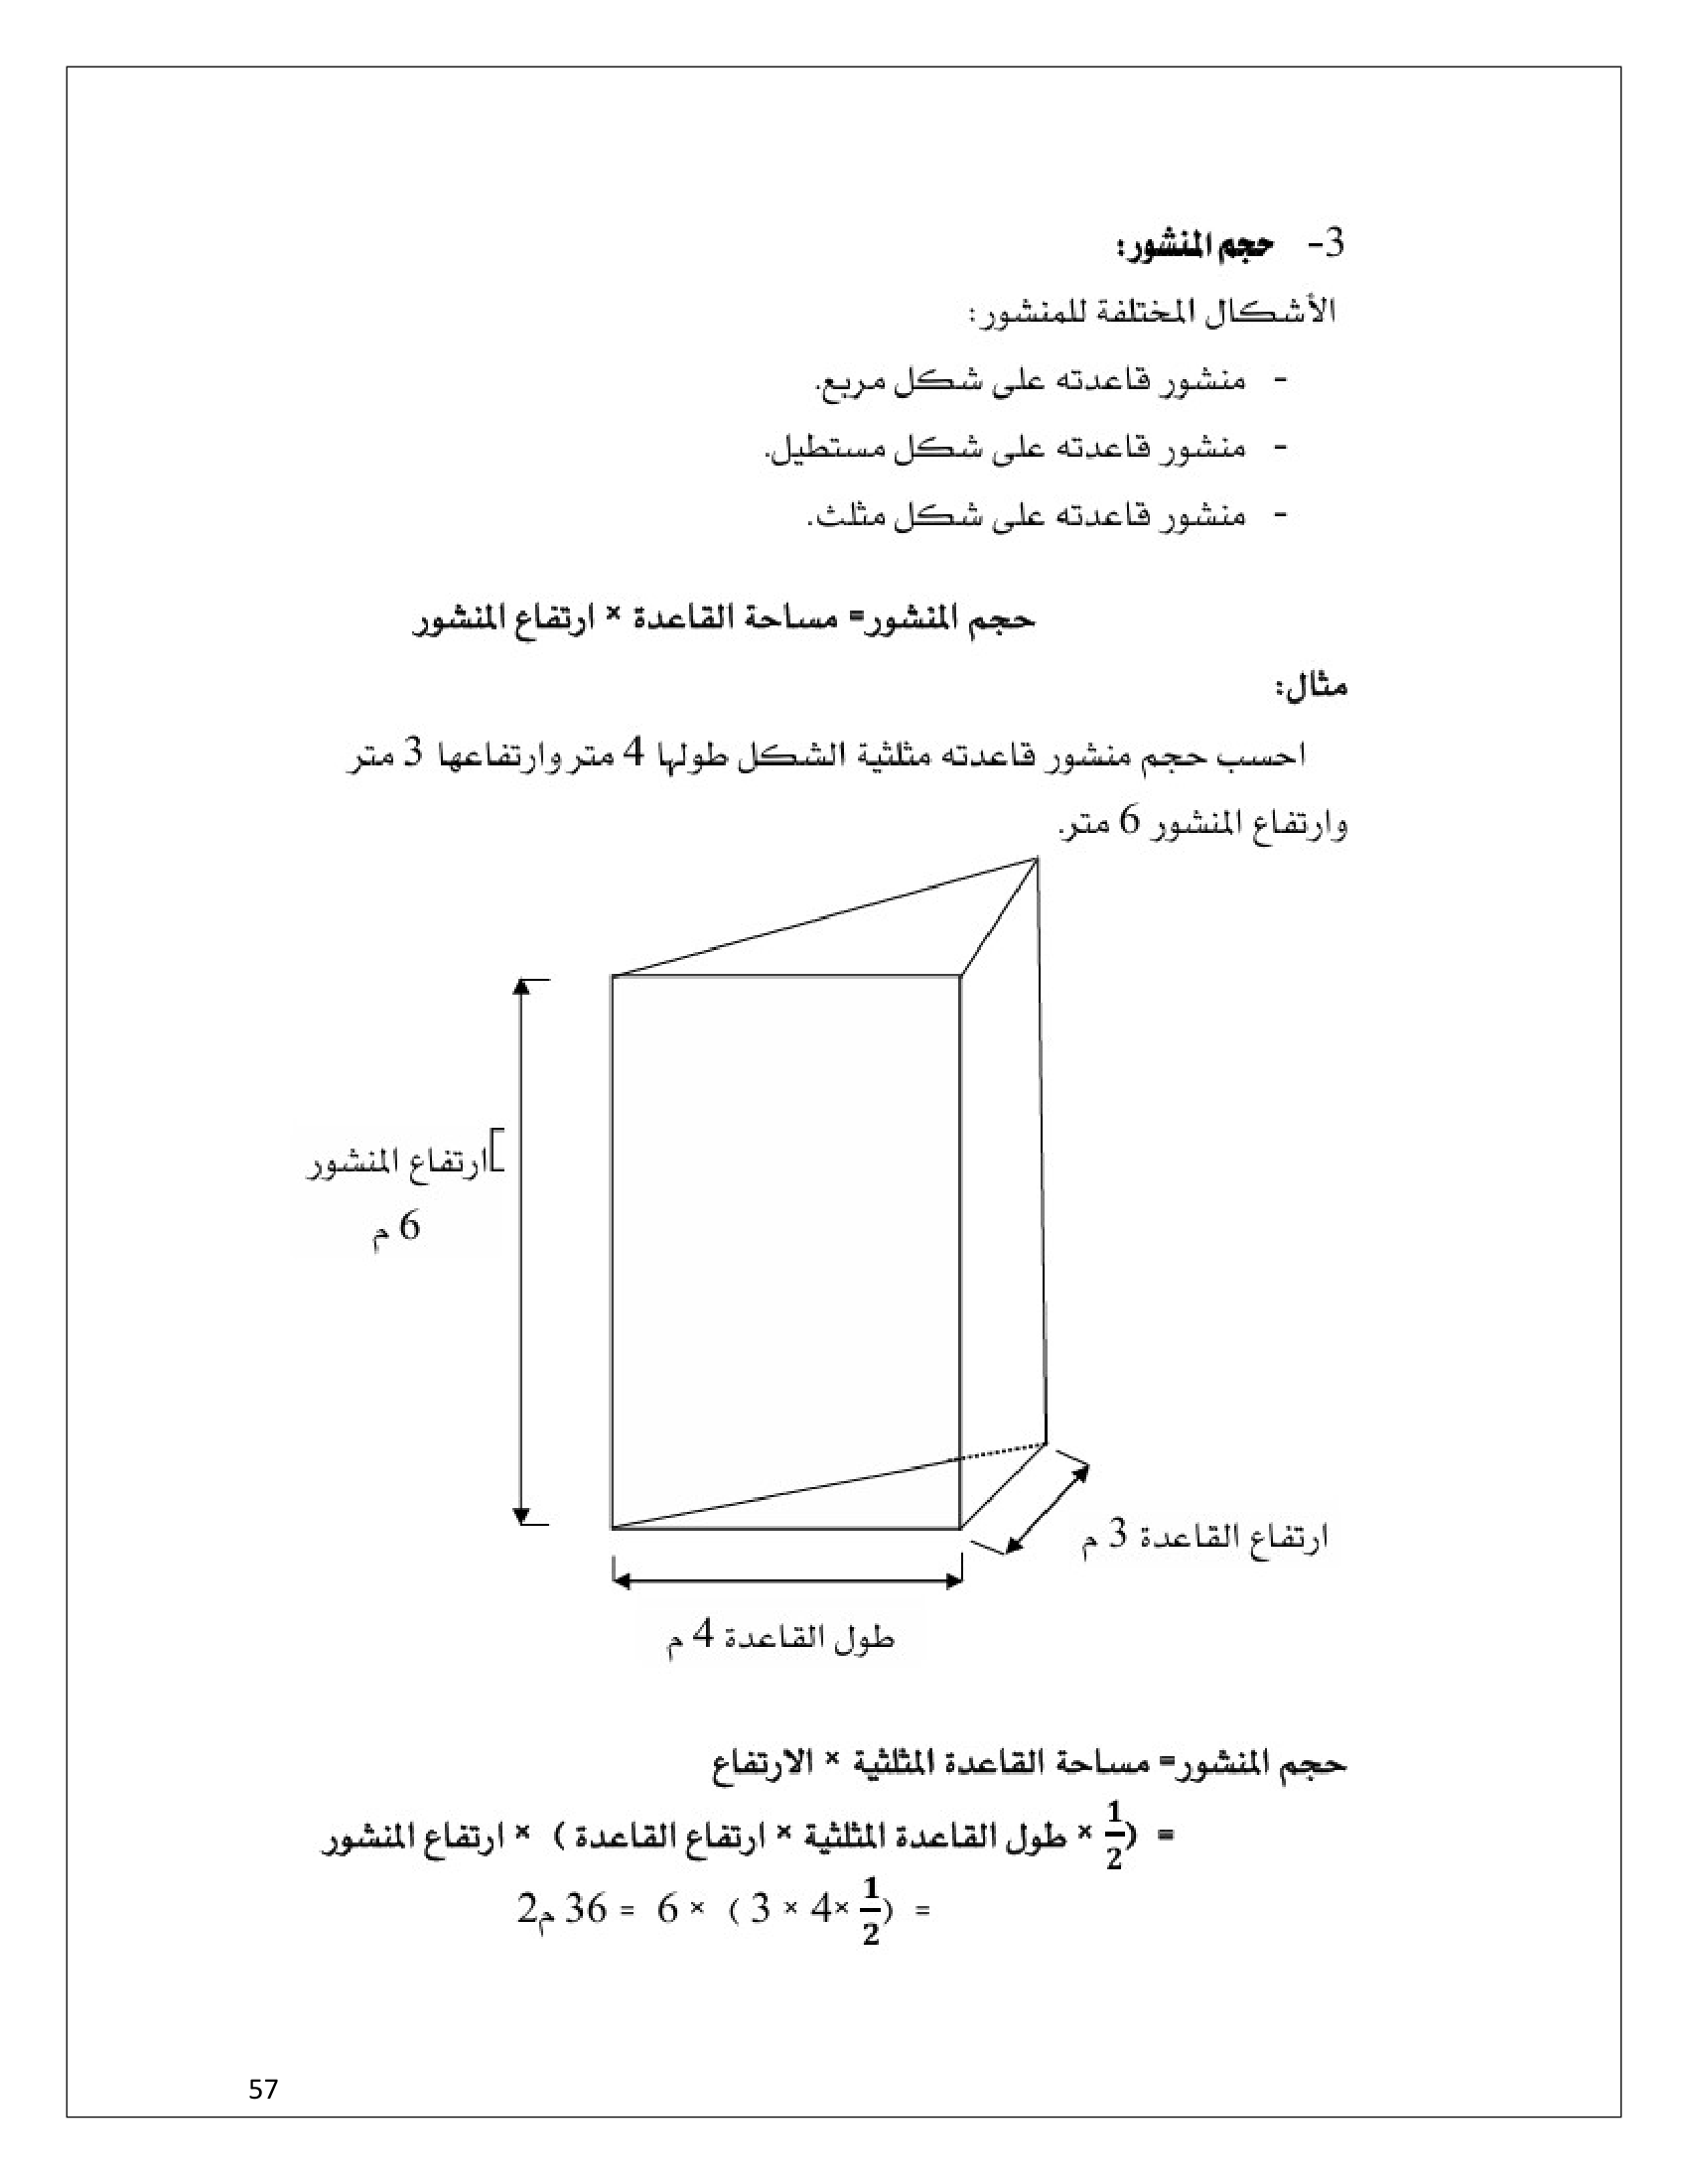 3- حجم المنشور:
الأشكال المختلفة للمنشور:
- منشور قاعدته على شكل مربع.
- منشور قاعدته على شكل مستطيل.
- منشور قاعدته على شكل مثلث.
حجم المنشور= مساحة القاعدة × ارتفاع المنشور
مثال:
احسب حجم منشور قاعدته مثلثية الشكل طولها 4 متر وارتفاعها 3 متر
وارتفاع المنشور 6 متر.
ارتفاع المنشور
6 م
ارتفاع القاعدة 3 م
طول القاعدة 4 م
حجم المنشور= مساحة القاعدة المثلثية × الارتفاع
= (1/2 × طول القاعدة المثلثية × ارتفاع القاعدة ) × ارتفاع المنشور
= (1/2 ×4 × 3 ) × 6 = 36 م2
57